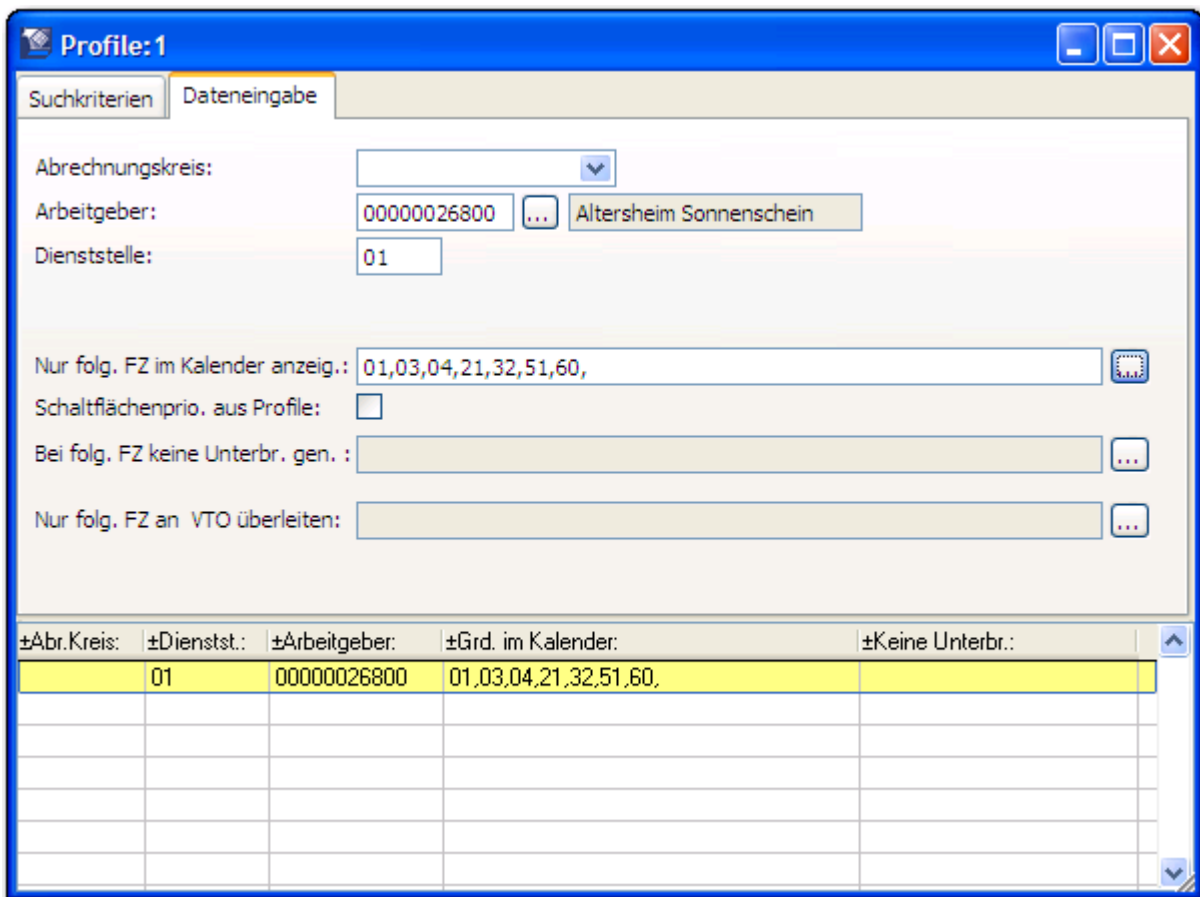 Profile:1
Suchkriterien Dateneingabe
Abrechnungskreis:
Arbeitgeber: 00000026800 ... Altersheim Sonnenschein
Dienststelle: 01
Nur folg. FZ im Kalender anzeig.: 01,03,04,21,32,51,60, ...
Schaltflächenprio. aus Profile:
Bei folg. FZ keine Unterbr. gen. : ...
Nur folg. FZ an VTO überleiten: ...
±Abr.Kreis: ±Dienstst.: ±Arbeitgeber: ±Grd. im Kalender: ±Keine Unterbr.:
01 00000026800 01,03,04,21,32,51,60,